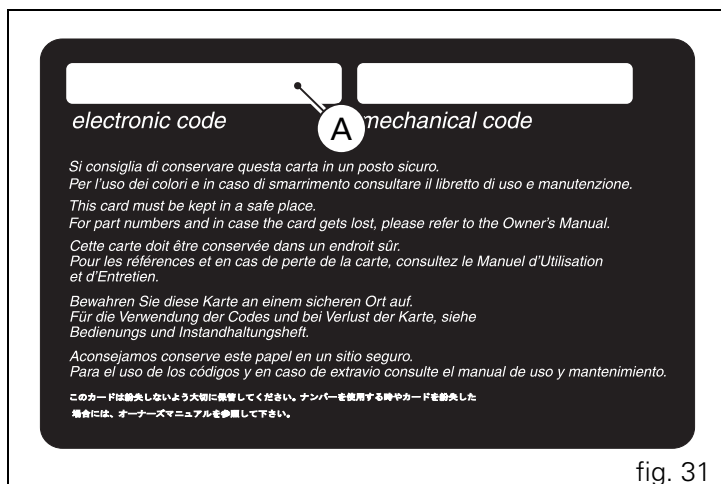 electronic code
A
mechanical code
Si consiglia di conservare questa carta in un posto sicuro.
Per l'uso dei colori e in caso di smarrimento consultare il libretto di uso e manutenzione.
This card must be kept in a safe place.
For part numbers and in case the card gets lost, please refer to the Owner's Manual.
Cette carte doit être conservée dans un endroit sûr.
Pour les références et en cas de perte de la carte, consultez le Manuel d'Utilisation
et d'Entretien.
Bewahren Sie diese Karte an einem sicheren Ort auf.
Für die Verwendung der Codes und bei Verlust der Karte, siehe
Bedienungs und Instandhaltungsheft.
Aconsejamos conserve este papel en un sitio seguro.
Para el uso de los códigos y en caso de extravio consulte el manual de uso y mantenimiento.
このカードは紛失しないよう大切に保管してください。ナンバーを使用する時やカードを紛失した
場合には、オーナーズマニュアルを参照して下さい。
fig. 31